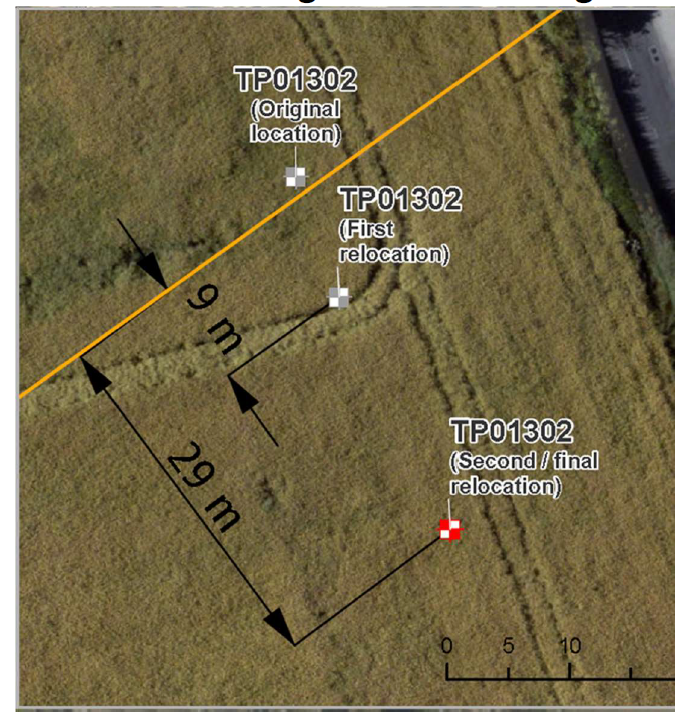 TP01302
(Original
location)
TP01302
(First
relocation)
9 m
29 m
TP01302
(Second / final
relocation)
0 5 10